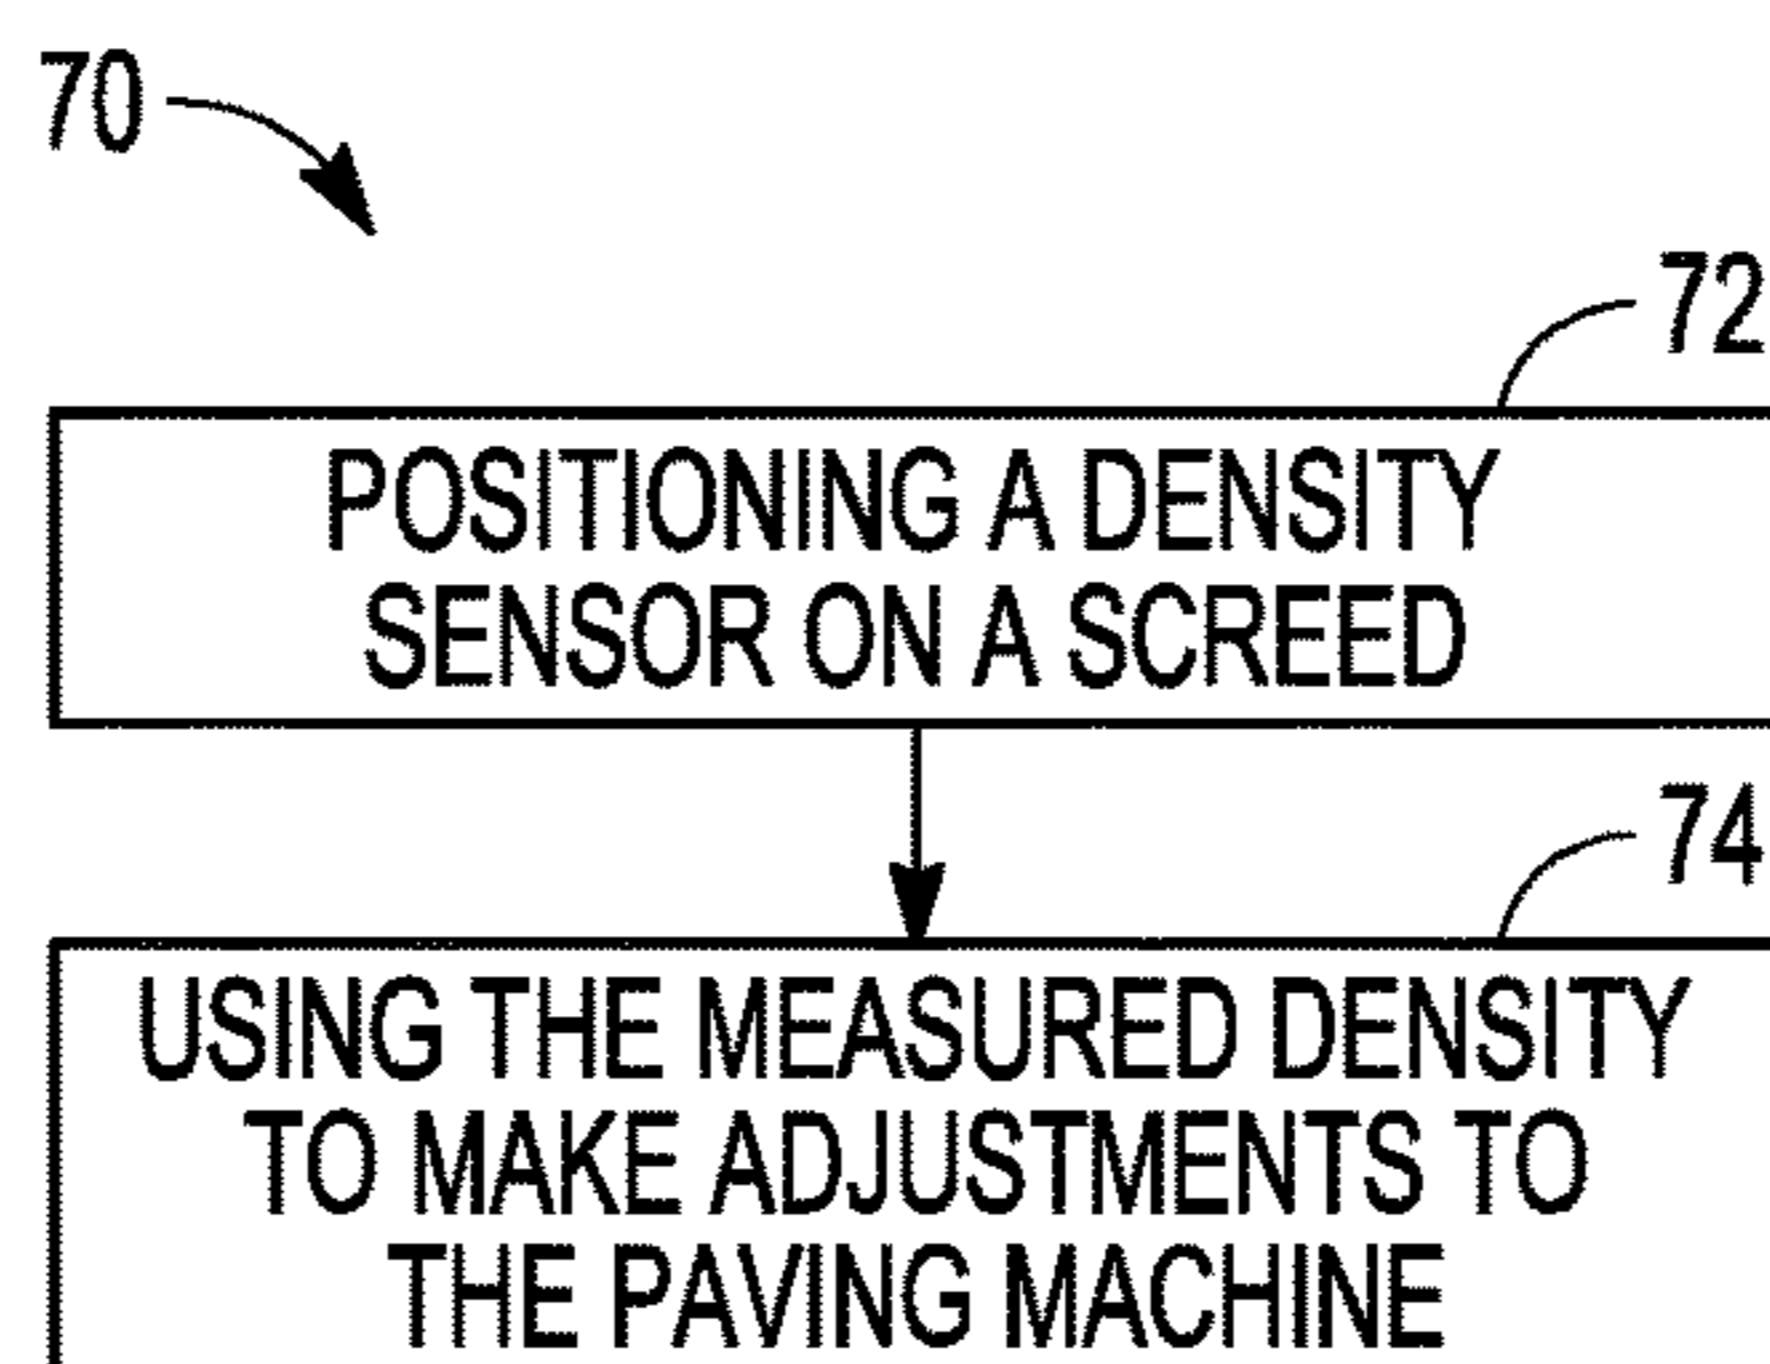 70
72
POSITIONING A DENSITY
SENSOR ON A SCREED
74
USING THE MEASURED DENSITY
TO MAKE ADJUSTMENTS TO
THE PAVING MACHINE